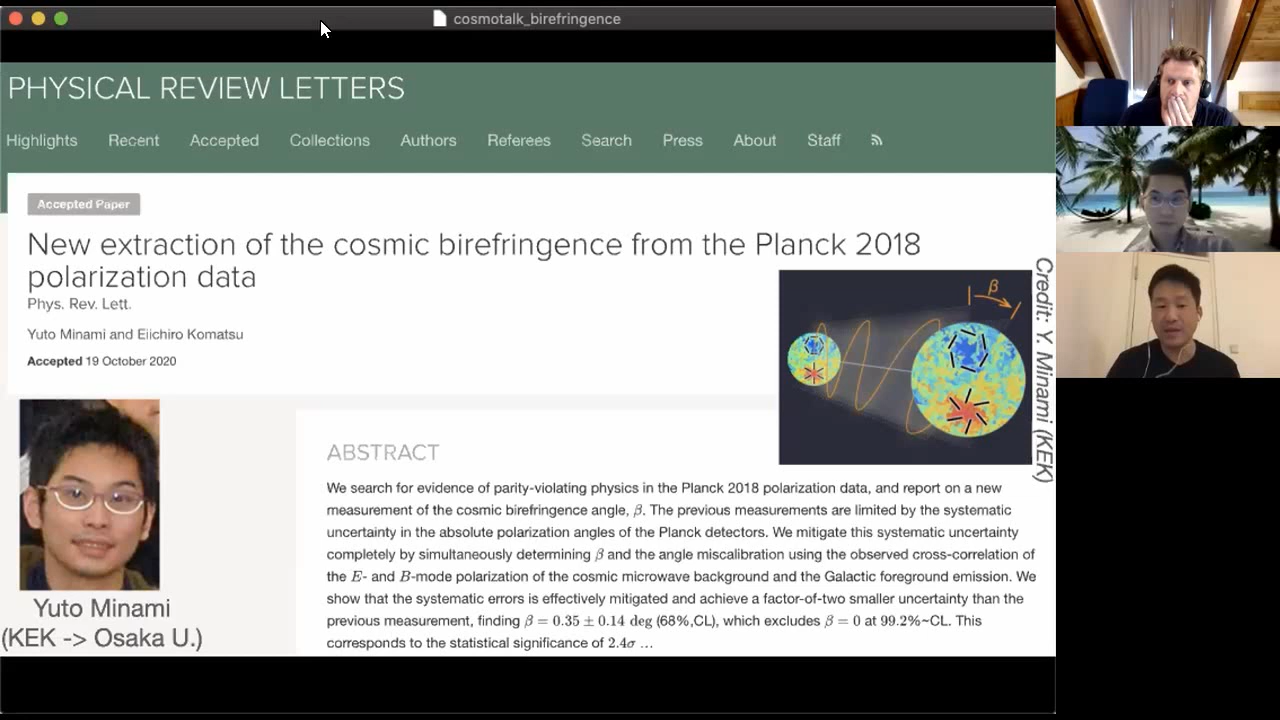 cosmotalk_birefringence
PHYSICAL REVIEW LETTERS
Highlights Recent Accepted Collections Authors Referees Search Press About Staff
Accepted Paper
New extraction of the cosmic birefringence from the Planck 2018
polarization data
Phys. Rev. Lett.
Yuto Minami and Eiichiro Komatsu
Accepted 19 October 2020
β
Credit: Y. Minami (KEK)
Yuto Minami
(KEK -> Osaka U.)
ABSTRACT
We search for evidence of parity-violating physics in the Planck 2018 polarization data, and report on a new
measurement of the cosmic birefringence angle, β. The previous measurements are limited by the systematic
uncertainty in the absolute polarization angles of the Planck detectors. We mitigate this systematic uncertainty
completely by simultaneously determining β and the angle miscalibration using the observed cross-correlation of
the E- and B-mode polarization of the cosmic microwave background and the Galactic foreground emission. We
show that the systematic errors is effectively mitigated and achieve a factor-of-two smaller uncertainty than the
previous measurement, finding β = 0.35 ± 0.14 deg (68%,CL), which excludes β = 0 at 99.2%~CL. This
corresponds to the statistical significance of 2.4σ ...